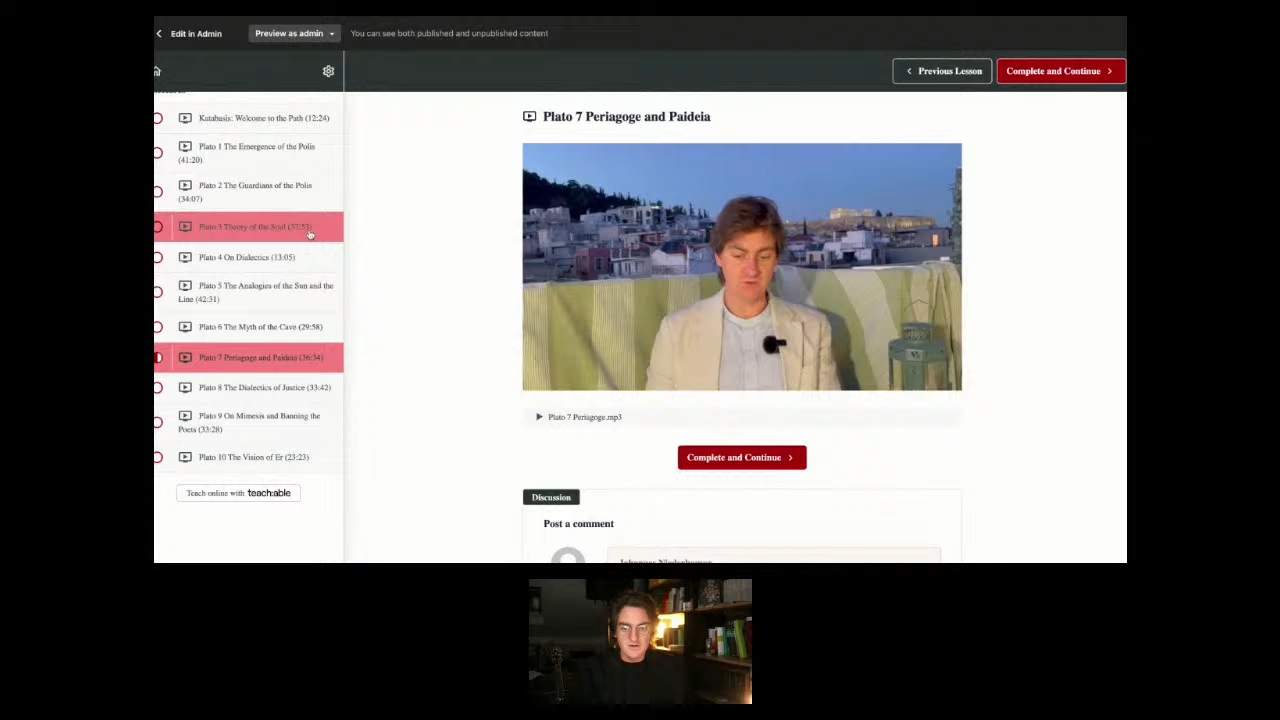 Edit in Admin
Preview as admin
You can see both published and unpublished content
Previous Lesson
Complete and Continue
Katabasis: Welcome to the Path (12:24)
Plato 1 The Emergence of the Polis
(41:20)
Plato 2 The Guardians of the Polis
(34:07)
Plato 3 Theory of the Soul
Plato 4 On Dialectics (13:05)
Plato 5 The Analogies of the Sun and the
Line (42:31)
Plato 6 The Myth of the Cave (29:58)
Plato 7 Periagoge and Paideia (36:34)
Plato 8 The Dialectics of Justice (33:42)
Plato 9 On Mimesis and Banning the
Poets (33:28)
Plato 10 The Vision of Er (23:23)
Teach online with teach:able
Plato 7 Periagoge and Paideia
Plato 7 Periagoge.mp3
Complete and Continue
Discussion
Post a comment